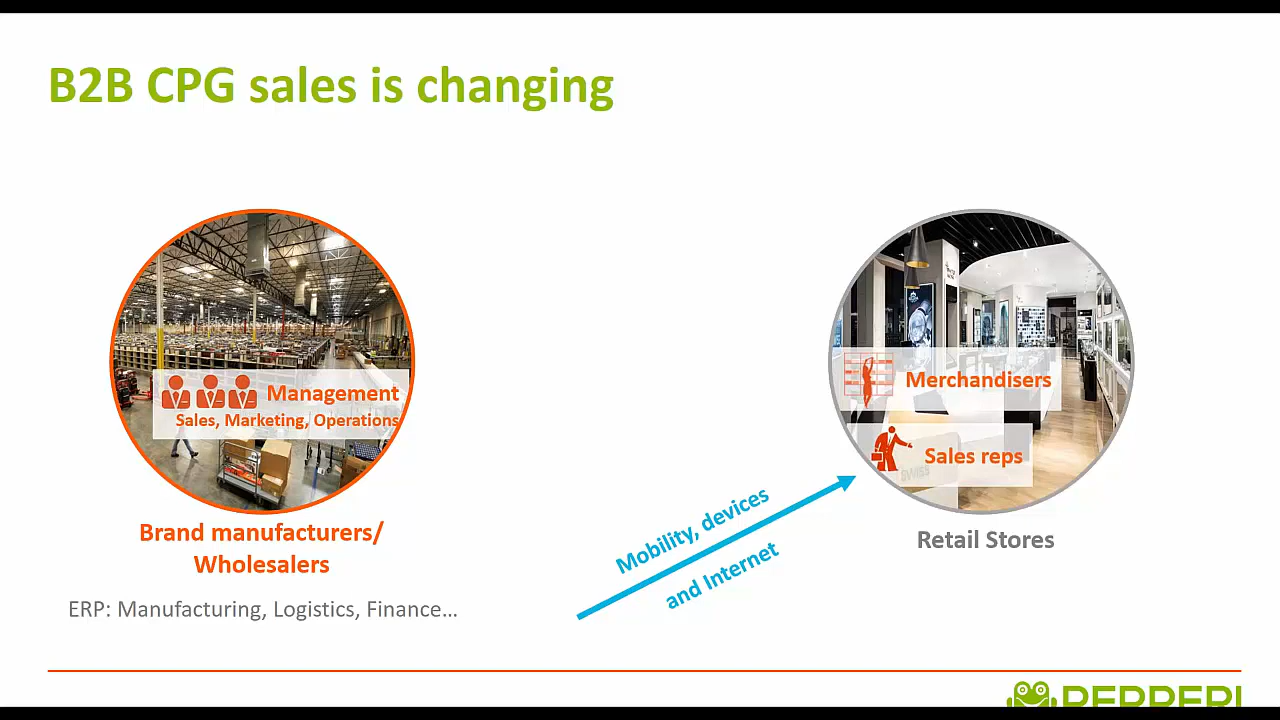 B2B CPG sales is changing
Management
Sales, Marketing, Operations
Brand manufacturers/
Wholesalers
ERP: Manufacturing, Logistics, Finance…
Mobility, devices
and Internet
Merchandisers
Sales reps
Retail Stores
PEPPERI